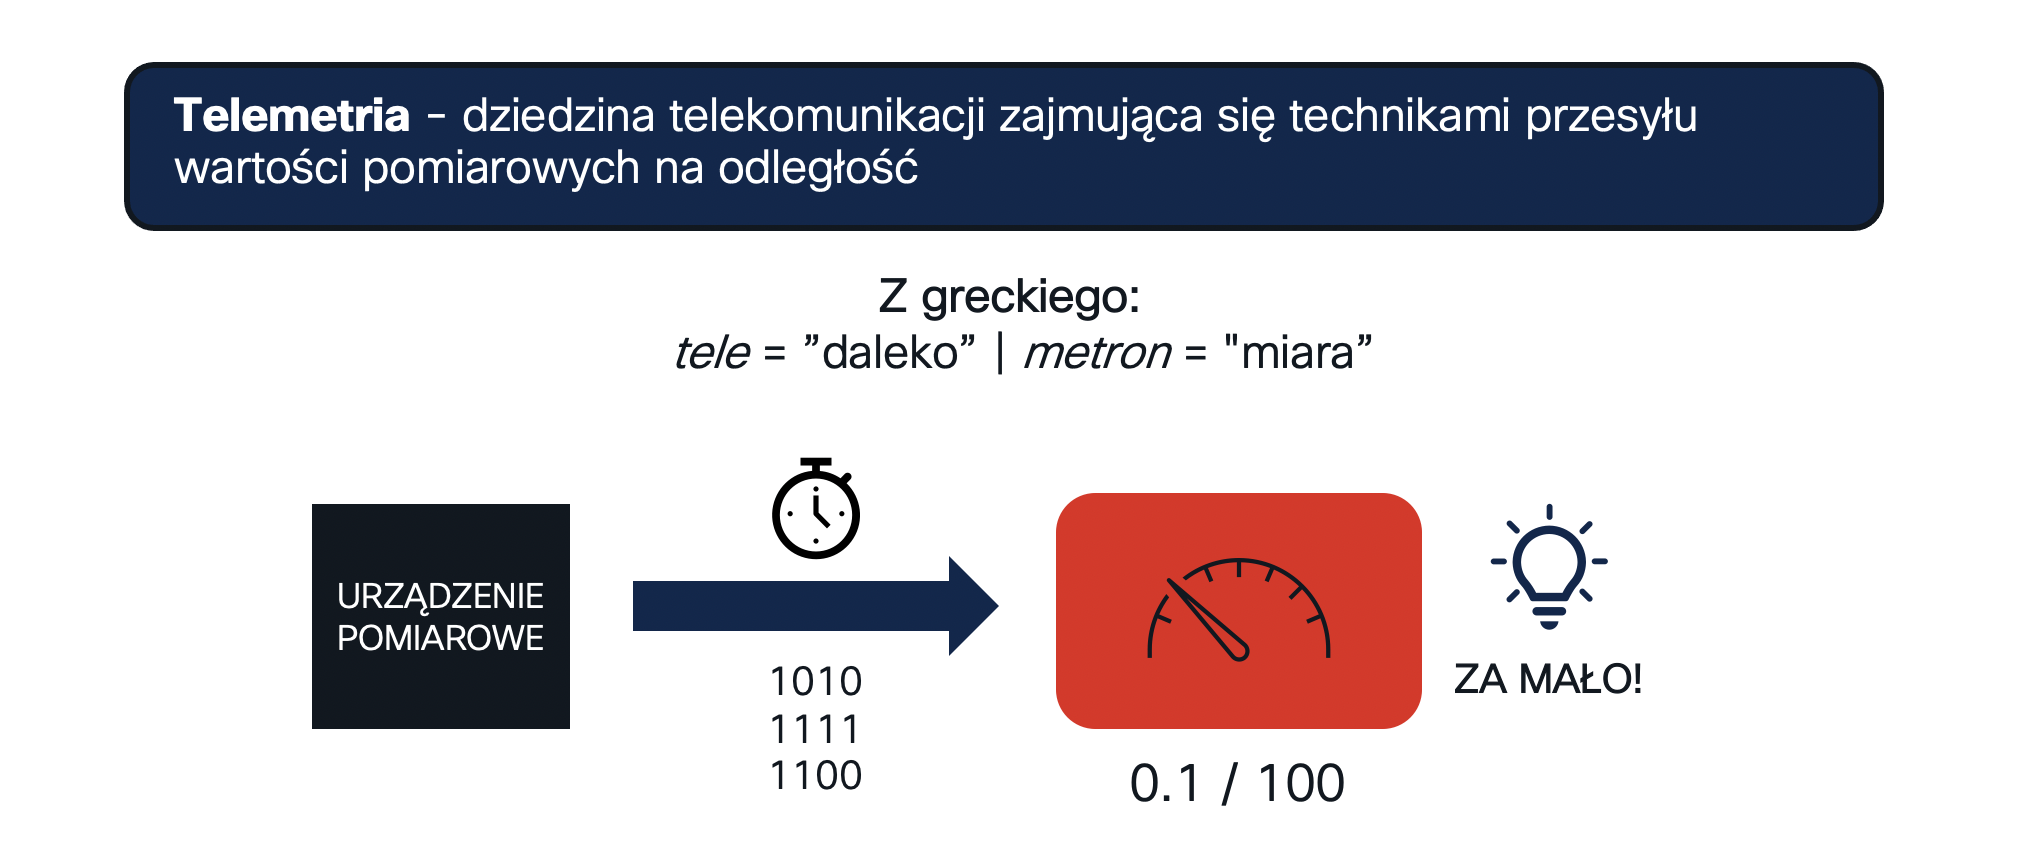 Telemetria - dziedzina telekomunikacji zajmująca się technikami przesyłu
wartości pomiarowych na odległość
Z greckiego:
tele = ”daleko” | metron = "miara”
URZĄDZENIE
POMIAROWE
1010
1111
1100
0.1 / 100
ZA MAŁO!